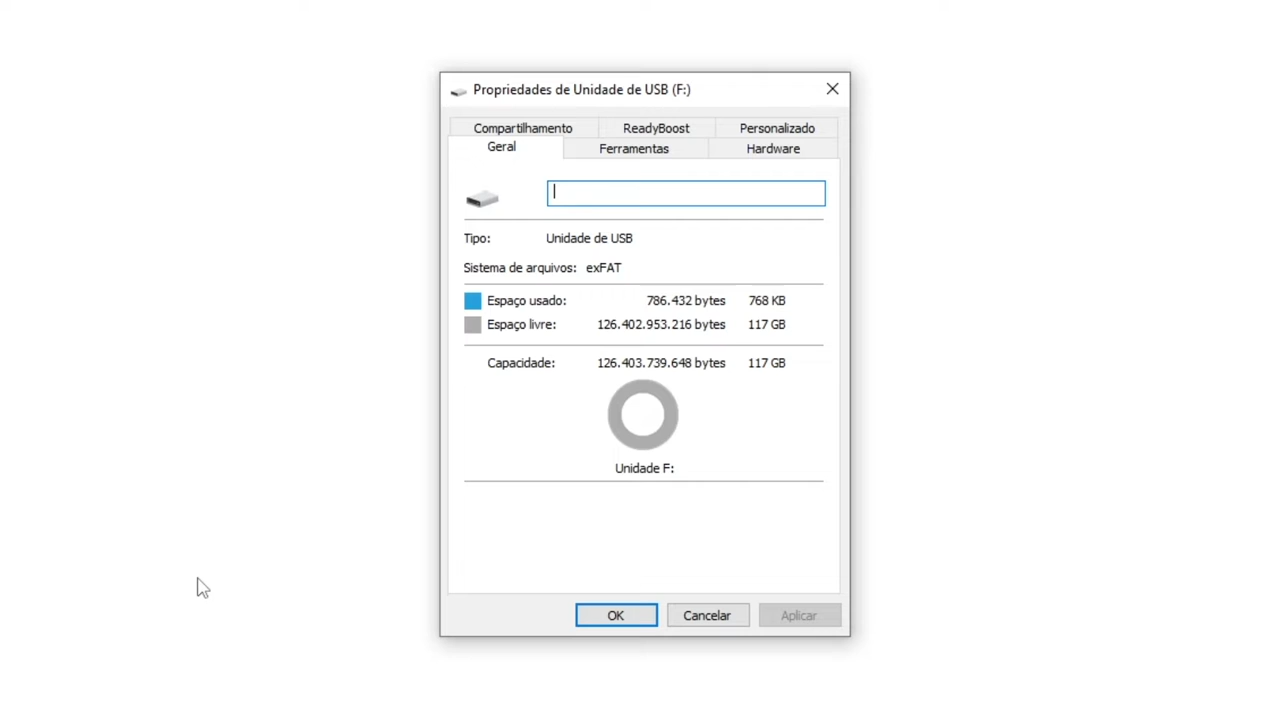 Propriedades de Unidade de USB (F:)
Compartilhamento ReadyBoost Personalizado
Geral Ferramentas Hardware
Tipo: Unidade de USB
Sistema de arquivos: exFAT
Espaço usado: 786.432 bytes 768 KB
Espaço livre: 126.402.953.216 bytes 117 GB
Capacidade: 126.403.739.648 bytes 117 GB
Unidade F:
OK Cancelar Aplicar